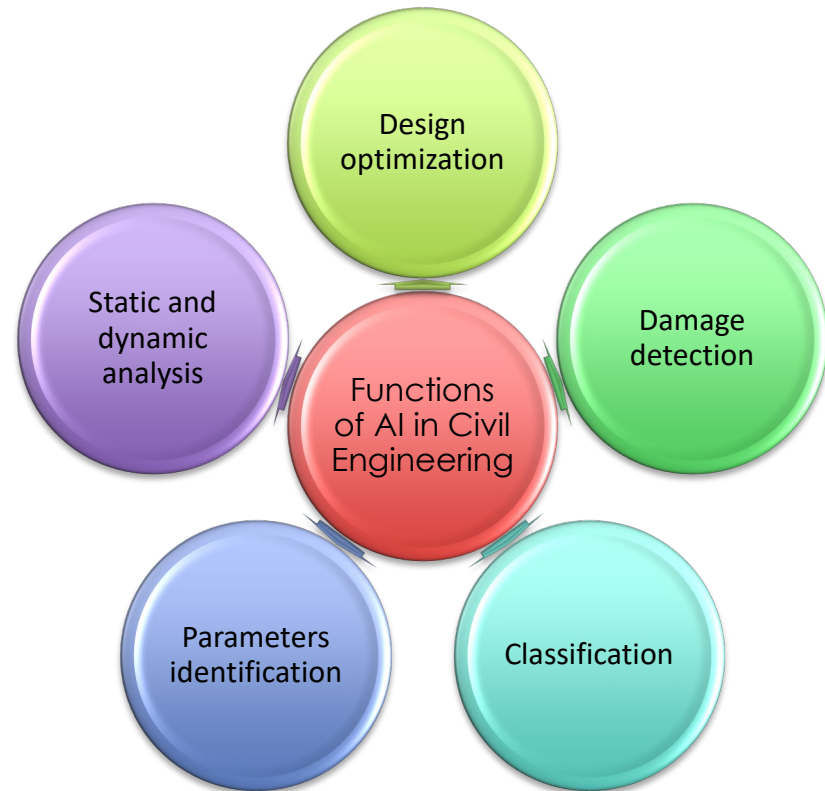 Design
optimization
Static and
dynamic
analysis
Damage
detection
Functions
of AI in Civil
Engineering
Parameters
identification
Classification